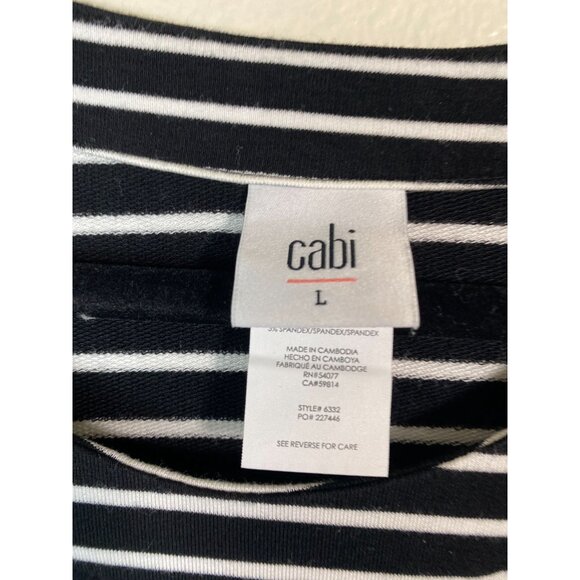 cabi
L
5% SPANDEX/SPANDEX/SPANDEX
MADE IN CAMBODIA
HECHO EN CAMBOYA
FABRIQUÉ AU CAMBODGE
RN#54077
CA#59814
STYLE# 6332
PO# 227446
SEE REVERSE FOR CARE